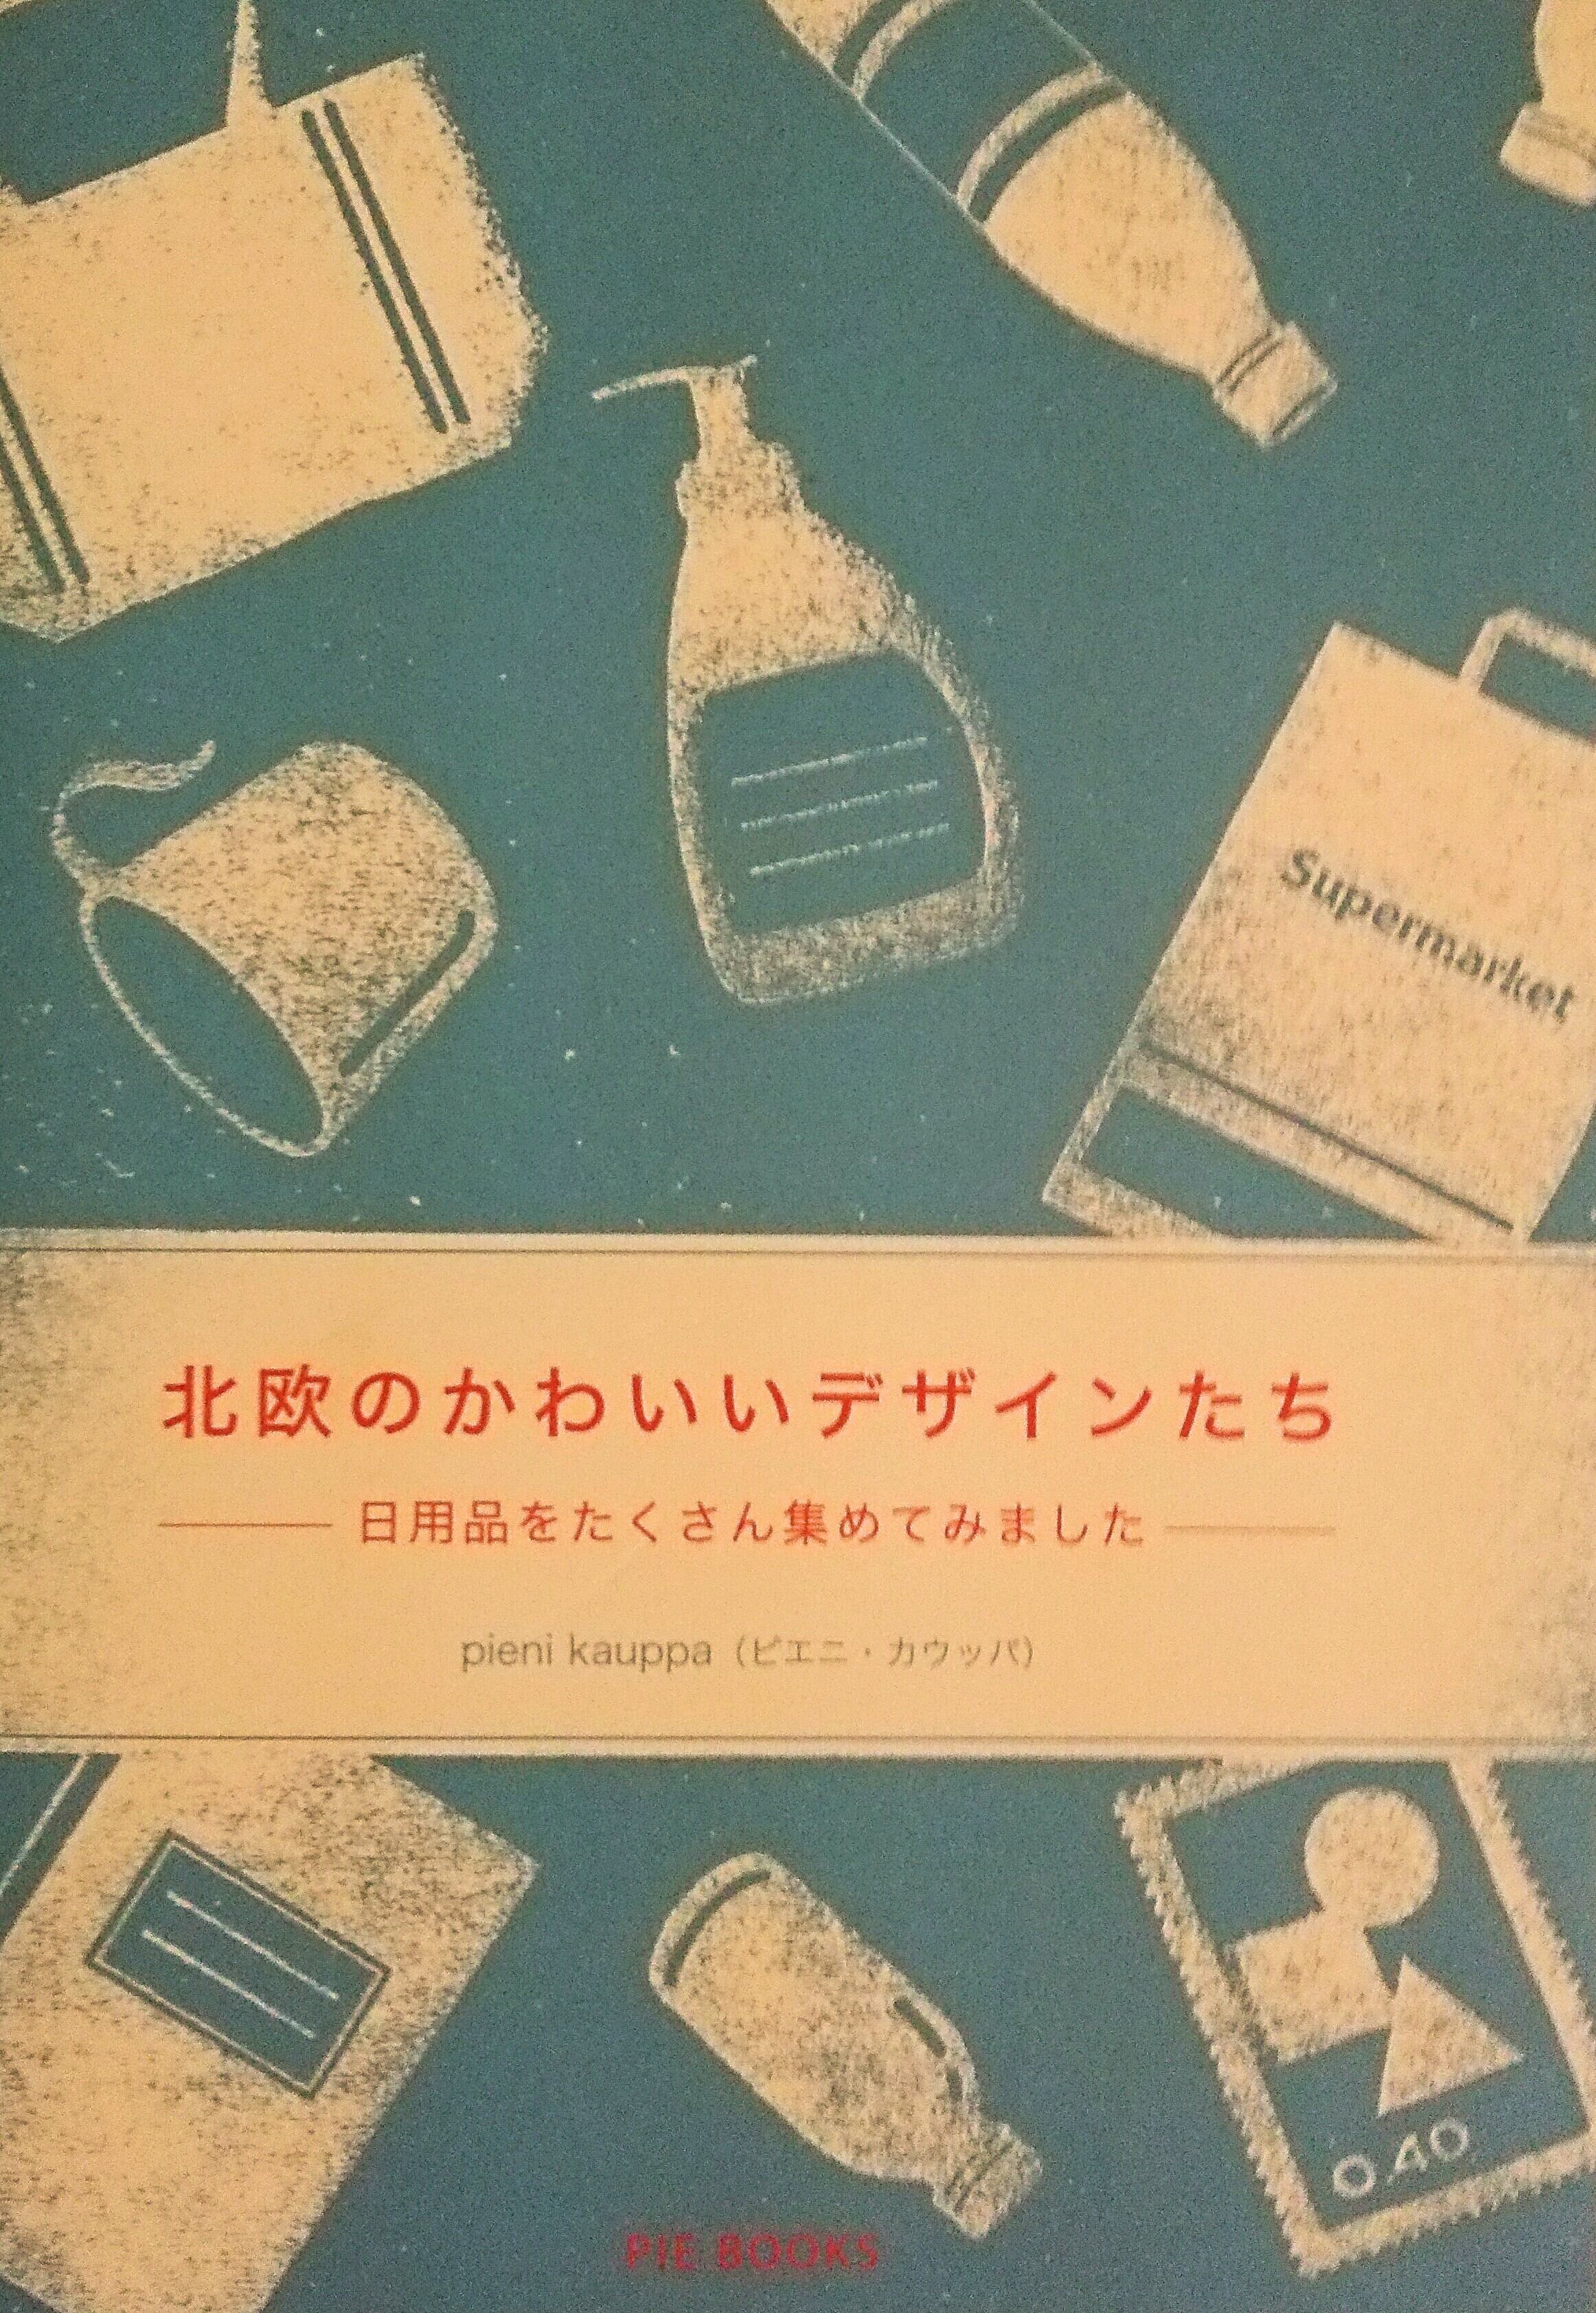 Supermarket
北欧のかわいいデザインたち
日用品をたくさん集めてみました
pieni kauppa（ピエニ・カウッパ）
0.40
PIE BOOKS